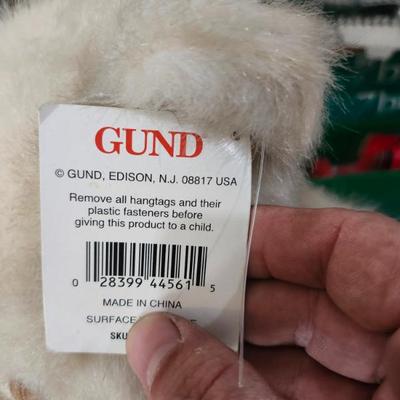 GUND
© GUND, EDISON, N.J. 08817 USA
Remove all hangtags and their
plastic fasteners before
giving this product to a child.
0 28399 44561 5
MADE IN CHINA
SURFACE
SKU